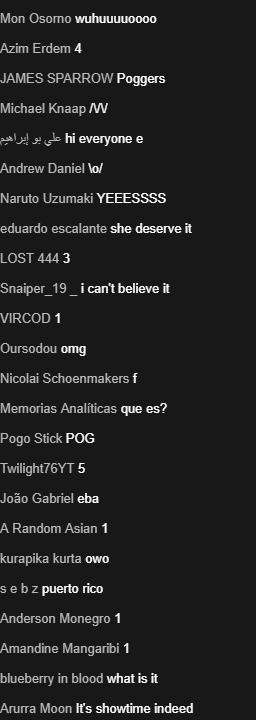 Mon Osorno wuhuuuuoooo
Azim Erdem 4
JAMES SPARROW Poggers
Michael Knaap /\/\/
علي بو إبراهيم hi everyone e
Andrew Daniel \o/
Naruto Uzumaki YEEESSSS
eduardo escalante she deserve it
LOST 444 3
Snaiper_19 _ i can't believe it
VIRCOD 1
Oursodou omg
Nicolai Schoenmakers f
Memorias Analíticas que es?
Pogo Stick POG
Twilight76YT 5
João Gabriel eba
A Random Asian 1
kurapika kurta owo
s e b z puerto rico
Anderson Monegro 1
Amandine Mangaribi 1
blueberry in blood what is it
Arurra Moon It's showtime indeed